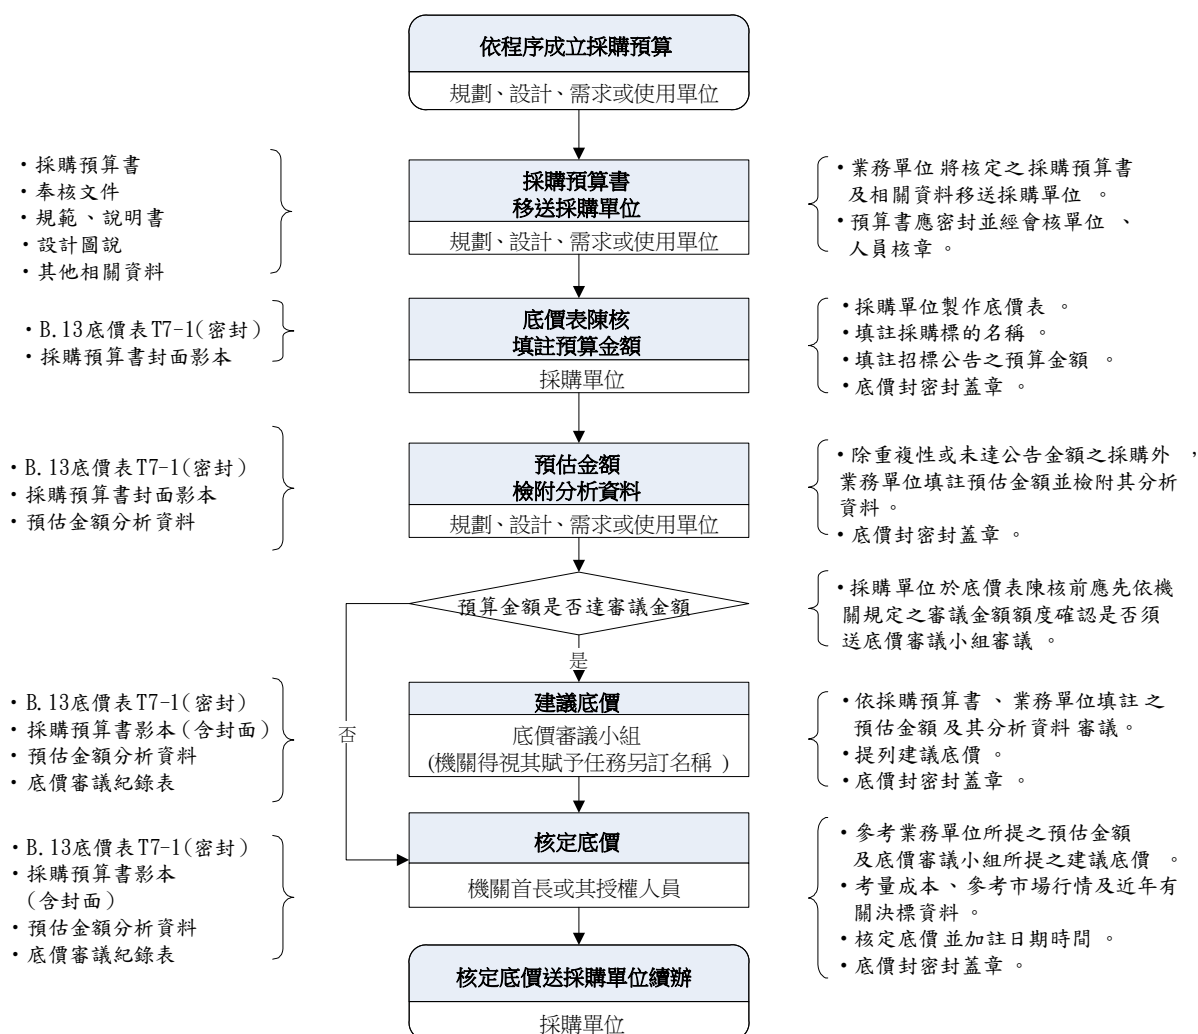 依程序成立採購預算
規劃、設計、需求或使用單位
・採購預算書
・奉核文件
・規範、說明書
・設計圖說
・其他相關資料
採購預算書
移送採購單位
規劃、設計、需求或使用單位
・業務單位 將核定之採購預算書
及相關資料移送採購單位 。
・預算書應密封並經會核單位 、
人員核章 。
・B.13底價表T7-1(密封)
・採購預算書封面影本
底價表陳核
填註預算金額
採購單位
・採購單位製作底價表 。
・填註採購標的名稱 。
・填註招標公告之預算金額 。
・底價封密封蓋章 。
・B.13底價表T7-1(密封)
・採購預算書封面影本
・預估金額分析資料
預估金額
檢附分析資料
規劃、設計、需求或使用單位
・除重複性或未達公告金額之採購外 ,
業務單位填註預估金額並檢附其分析
資料。
・底價封密封蓋章 。
預算金額是否達審議金額
・採購單位於底價表陳核前應先依機
關規定之審議金額額度確認是否須
送底價審議小組審議 。
是
否
・B.13底價表T7-1(密封)
・採購預算書影本(含封面)
・預估金額分析資料
・底價審議紀錄表
建議底價
底價審議小組
(機關得視其賦予任務另訂名稱 )
・依採購預算書 、 業務單位填註 之
預估金額 及其分析資料 審議。
・提列建議底價 。
・底價封密封蓋章 。
・B.13底價表T7-1(密封)
・採購預算書影本
(含封面)
・預估金額分析資料
・底價審議紀錄表
核定底價
機關首長或其授權人員
・參考業務單位所提之預估金額
及底價審議小組所提之建議底價 。
・考量成本 、參考市場行情及近年有
關決標資料 。
・核定底價 並加註日期時間 。
・底價封密封蓋章 。
核定底價送採購單位續辦
採購單位